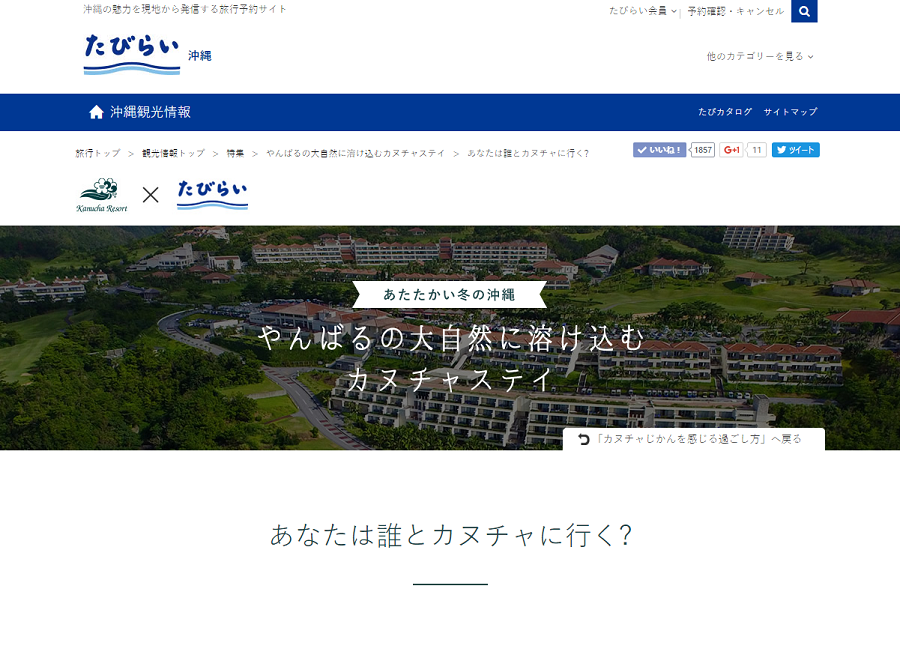 沖縄の魅力を現地から発信する旅行予約サイト
たびらい会員 予約確認・キャンセル
たびらい 沖縄
他のカテゴリーを見る
沖縄観光情報
たびカタログ サイトマップ
旅行トップ > 観光情報トップ > 特集 > やんばるの大自然に溶け込むカヌチャステイ > あなたは誰とカヌチャに行く?
いいね! 1857 G+1 11 ツイート
Kanucha Resort × たびらい
あたたかい冬の沖縄
やんばるの大自然に溶け込む
カヌチャステイ
「カヌチャじかんを感じる過ごし方」へ戻る
あなたは誰とカヌチャに行く?